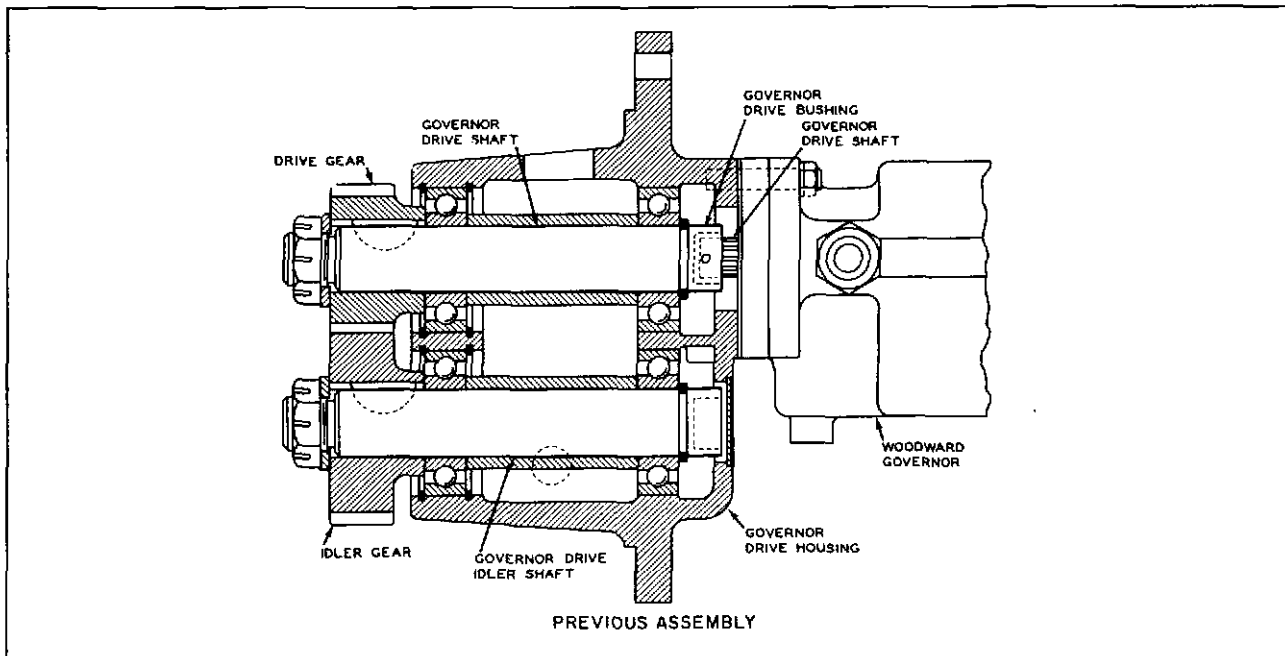 GOVERNOR
DRIVE BUSHING
GOVERNOR
DRIVE SHAFT
GOVERNOR
DRIVE SHAFT
DRIVE GEAR
WOODWARD
GOVERNOR
GOVERNOR
DRIVE HOUSING
IDLER GEAR
GOVERNOR DRIVE
IDLER SHAFT
PREVIOUS ASSEMBLY